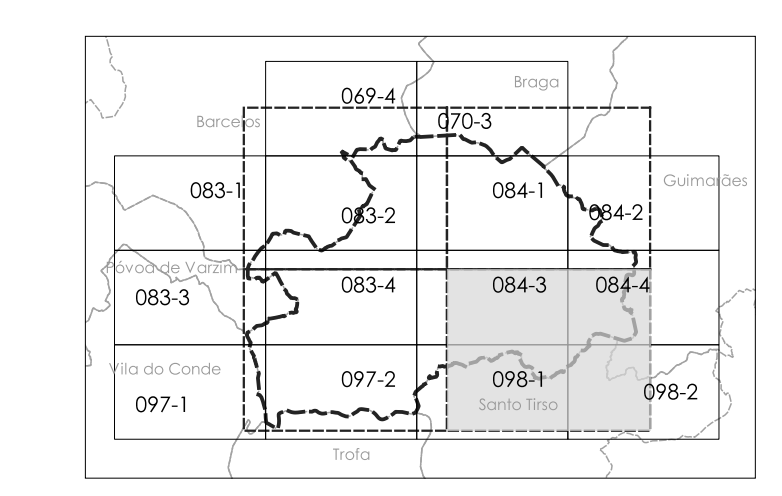 Braga
069-4
Barcelos
070-3
Guimarães
083-1
084-1
083-2
084-2
Póvoa de Varzim
083-4
084-3
084-4
083-3
Vila do Conde
097-2
098-1
098-2
097-1
Santo Tirso
Trofa